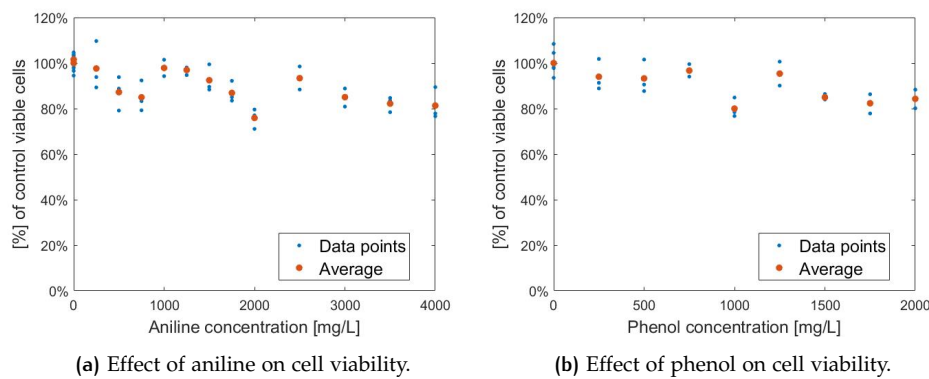 120%
100%
80%
60%
40%
20%
0%
[%] of control viable cells
Data points
Average
0 1000 2000 3000 4000
Aniline concentration [mg/L]
(a) Effect of aniline on cell viability.
120%
100%
80%
60%
40%
20%
0%
[%] of control viable cells
Data points
Average
0 500 1000 1500 2000
Phenol concentration [mg/L]
(b) Effect of phenol on cell viability.